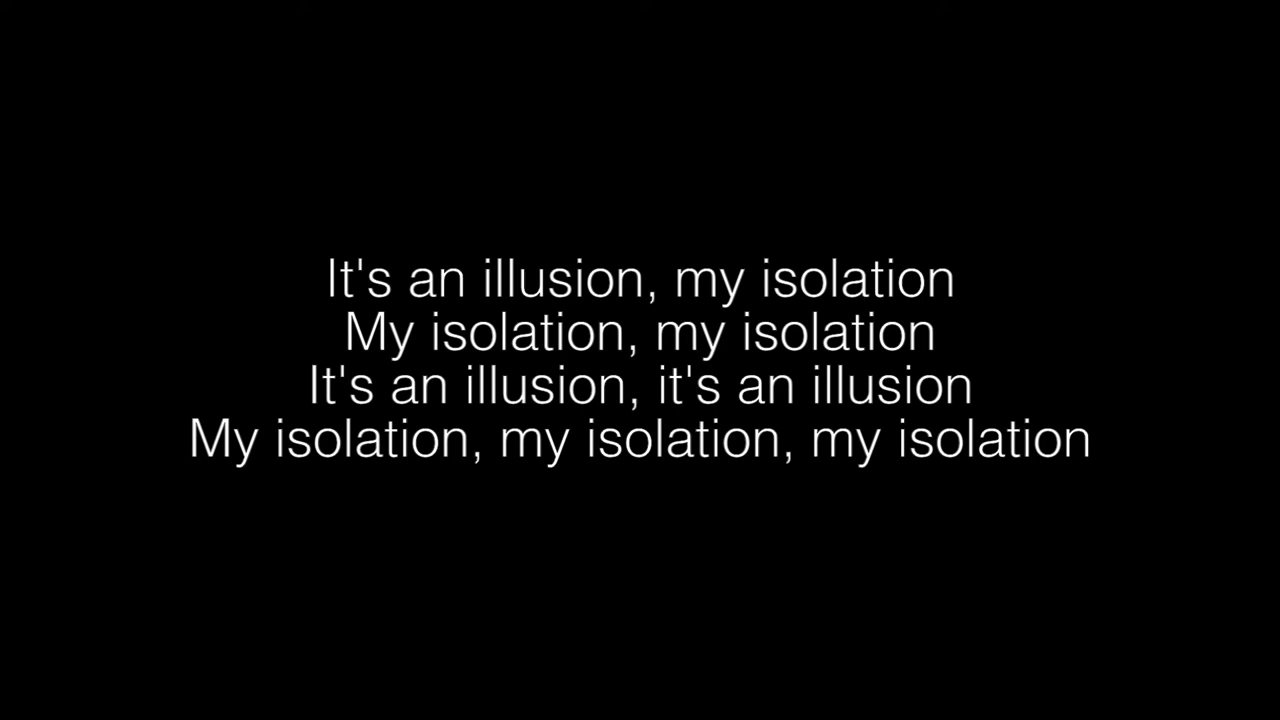 It's an illusion, my isolation
My isolation, my isolation
It's an illusion, it's an illusion
My isolation, my isolation, my isolation